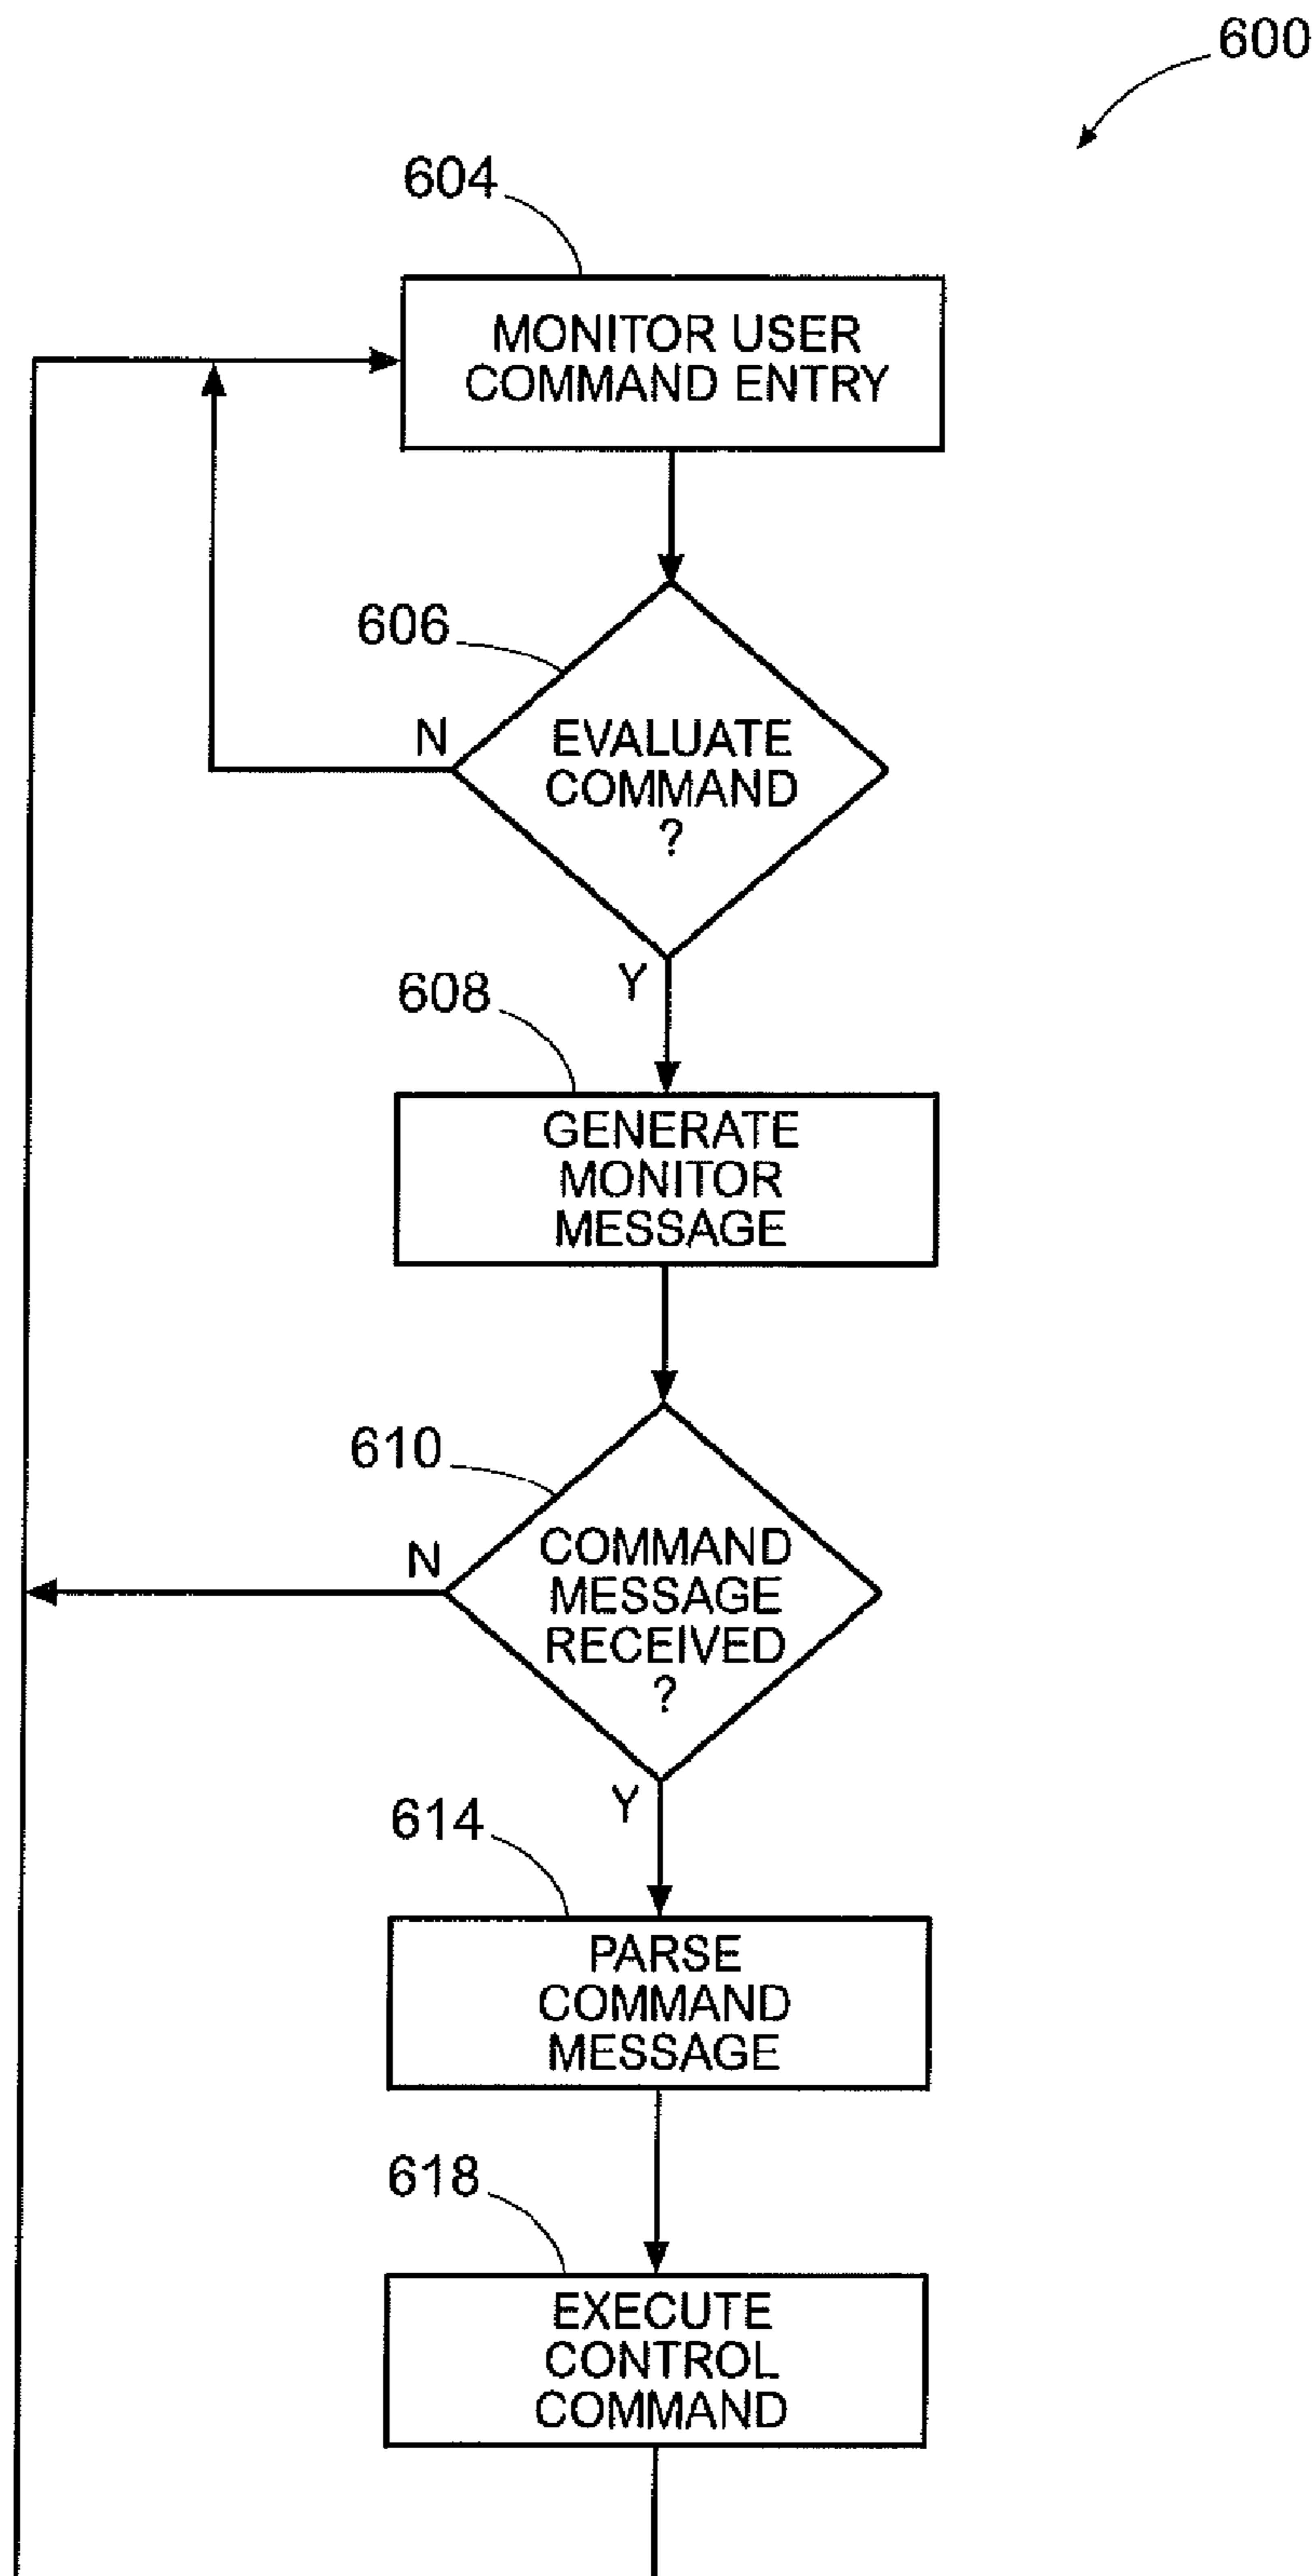 600
604
MONITOR USER
COMMAND ENTRY
606
N
EVALUATE
COMMAND
?
Y
608
GENERATE
MONITOR
MESSAGE
610
N
COMMAND
MESSAGE
RECEIVED
?
Y
614
PARSE
COMMAND
MESSAGE
618
EXECUTE
CONTROL
COMMAND